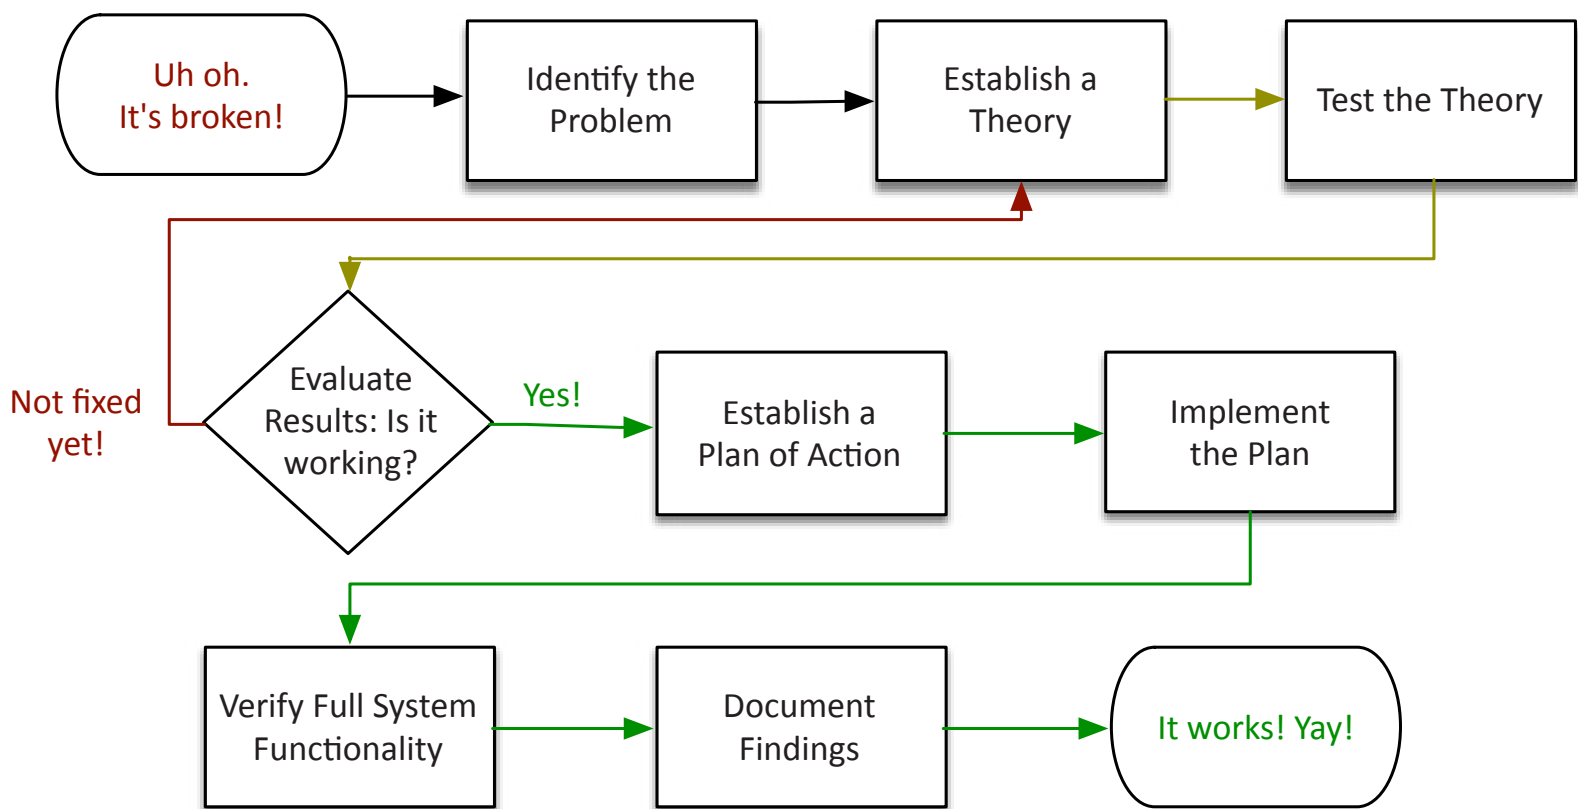 Uh oh.
It's broken!
Identify the
Problem
Establish a
Theory
Test the Theory
Not fixed
yet!
Evaluate
Results: Is it
working?
Yes!
Establish a
Plan of Action
Implement
the Plan
Verify Full System
Functionality
Document
Findings
It works! Yay!